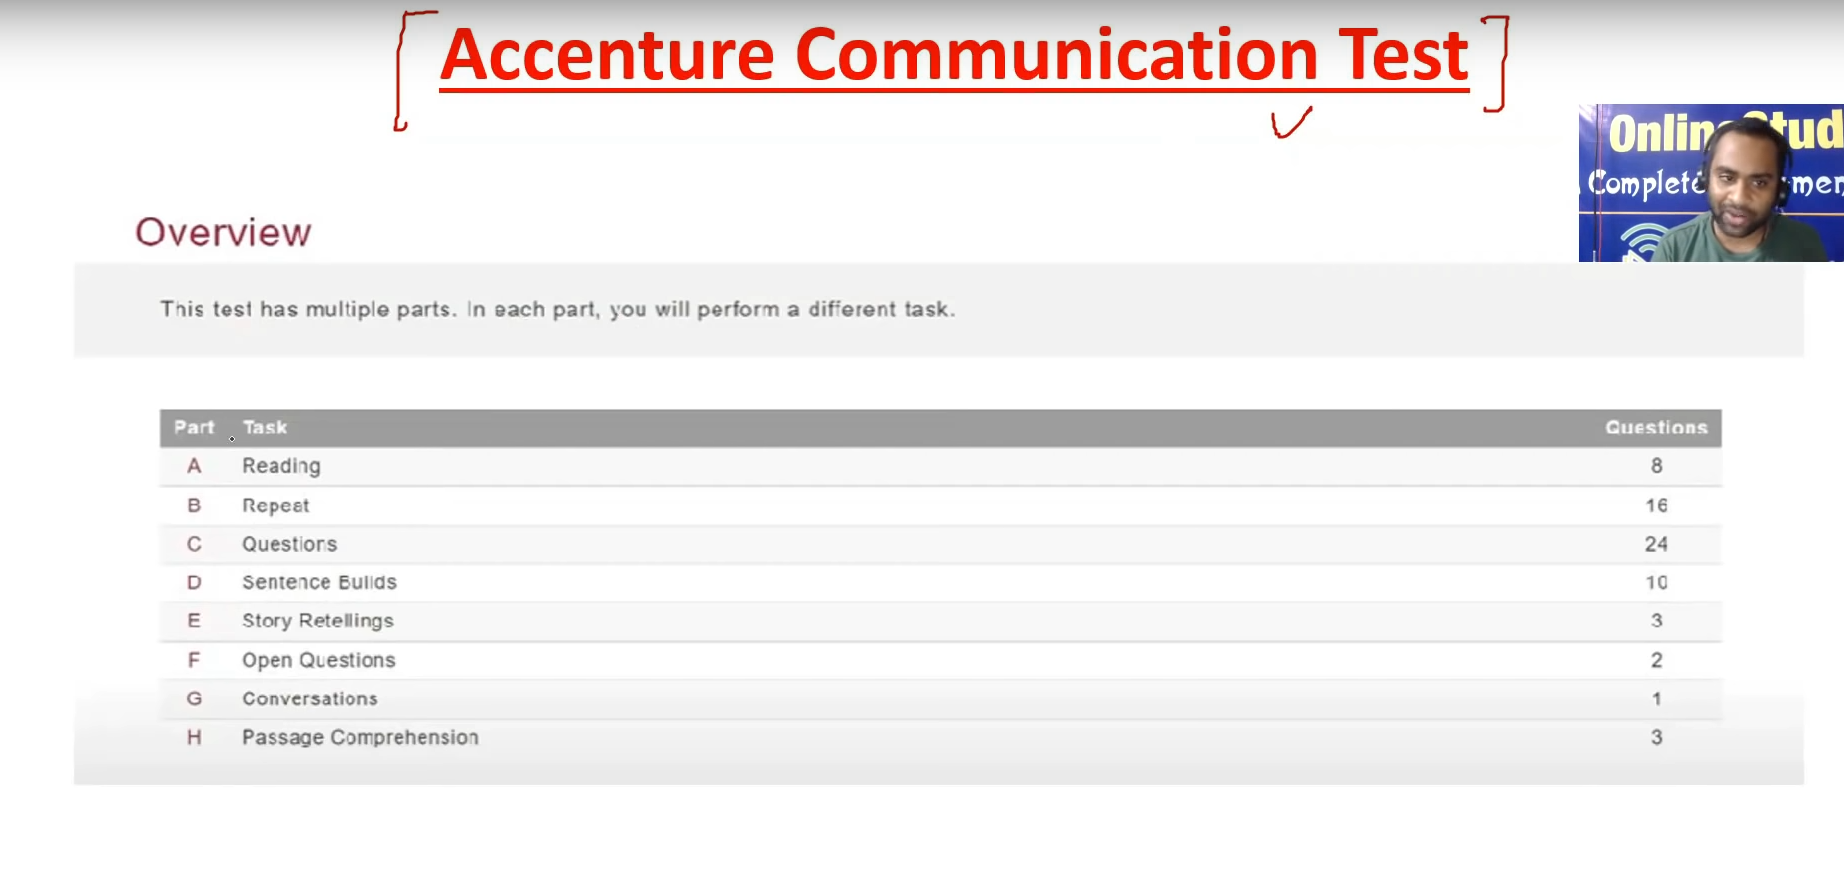 Accenture Communication Test
Online Stud
Complete men
Overview
This test has multiple parts. In each part, you will perform a different task.
Part Task Questions
A Reading 8
B Repeat 16
C Questions 24
D Sentence Builds 10
E Story Retellings 3
F Open Questions 2
G Conversations 1
H Passage Comprehension 3